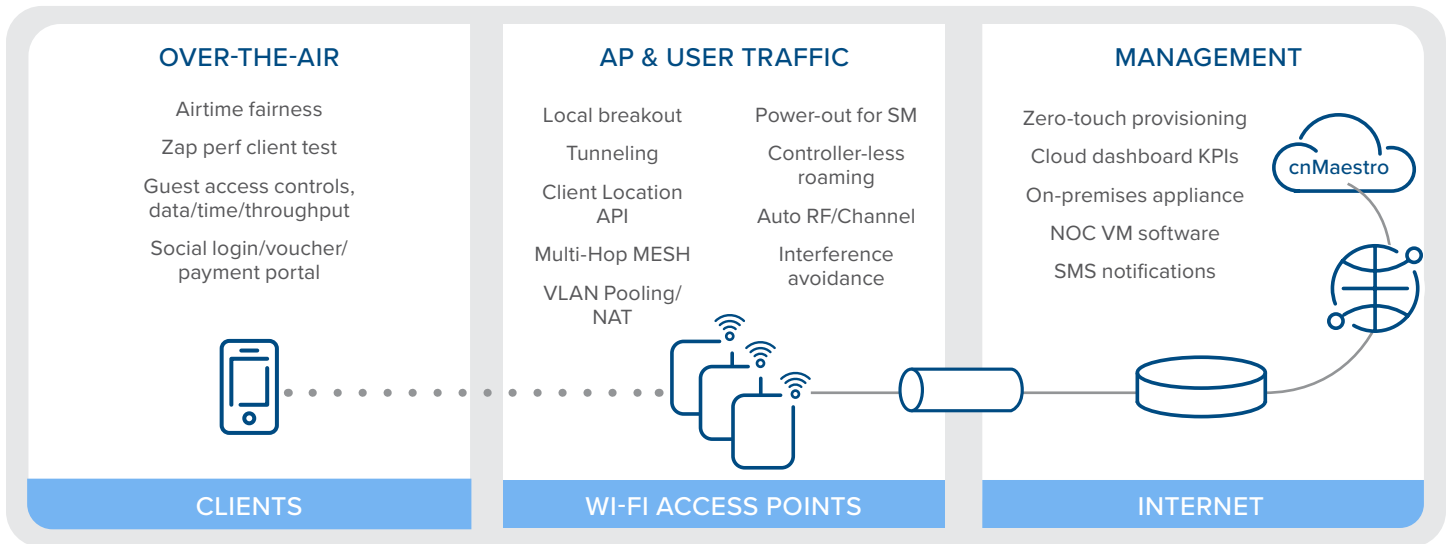 OVER-THE-AIR
Airtime fairness
Zap perf client test
Guest access controls,
data/time/throughput
Social login/voucher/
payment portal
CLIENTS
AP & USER TRAFFIC
Local breakout
Tunneling
Client Location
API
Multi-Hop MESH
VLAN Pooling/
NAT
Power-out for SM
Controller-less
roaming
Auto RF/Channel
Interference
avoidance
WI-FI ACCESS POINTS
MANAGEMENT
Zero-touch provisioning
Cloud dashboard KPIs
On-premises appliance
NOC VM software
SMS notifications
cnMaestro
INTERNET